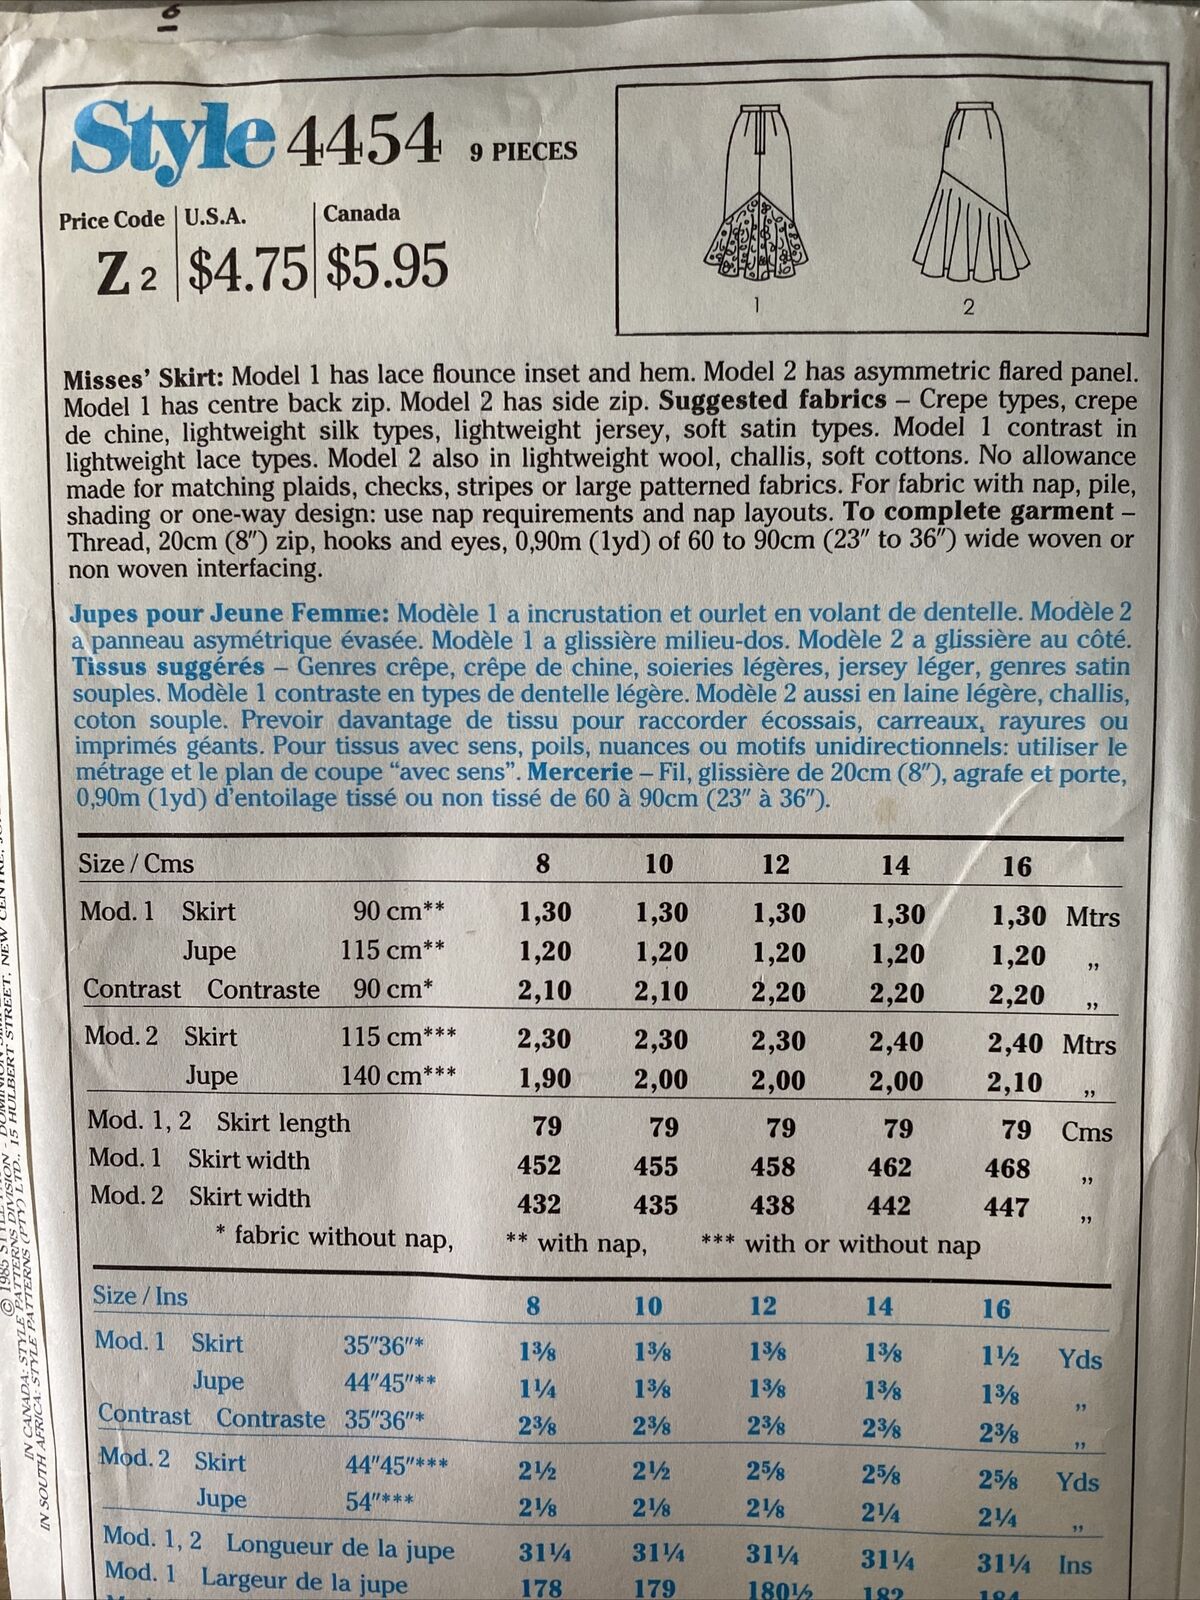 6
Style 4454 9 PIECES
Price Code U.S.A. Canada
Z 2 $4.75 $5.95
1 2
Misses’ Skirt: Model 1 has lace flounce inset and hem. Model 2 has asymmetric flared panel.
Model 1 has centre back zip. Model 2 has side zip. Suggested fabrics – Crepe types, crepe
de chine, lightweight silk types, lightweight jersey, soft satin types. Model 1 contrast in
lightweight lace types. Model 2 also in lightweight wool, challis, soft cottons. No allowance
made for matching plaids, checks, stripes or large patterned fabrics. For fabric with nap, pile,
shading or one-way design: use nap requirements and nap layouts. To complete garment –
Thread, 20cm (8″) zip, hooks and eyes, 0,90m (1yd) of 60 to 90cm (23″ to 36″) wide woven or
non woven interfacing.
Jupes pour Jeune Femme: Modèle 1 a incrustation et ourlet en volant de dentelle. Modèle 2
a panneau asymétrique évasée. Modèle 1 a glissière milieu-dos. Modèle 2 a glissière au côté.
Tissus suggérés – Genres crêpe, crêpe de chine, soieries légères, jersey léger, genres satin
souples. Modèle 1 contraste en types de dentelle légère. Modèle 2 aussi en laine légère, challis,
coton souple. Prevoir davantage de tissu pour raccorder écossais, carreaux, rayures ou
imprimés géants. Pour tissus avec sens, poils, nuances ou motifs unidirectionnels: utiliser le
métrage et le plan de coupe “avec sens”. Mercerie – Fil, glissière de 20cm (8″), agrafe et porte,
0,90m (1yd) d’entoilage tissé ou non tissé de 60 à 90cm (23″ à 36″).
Size / Cms 8 10 12 14 16
Mod. 1 Skirt 90 cm** 1,30 1,30 1,30 1,30 1,30 Mtrs
Jupe 115 cm** 1,20 1,20 1,20 1,20 1,20 ,,
Contrast Contraste 90 cm* 2,10 2,10 2,20 2,20 2,20 ,,
Mod. 2 Skirt 115 cm*** 2,30 2,30 2,30 2,40 2,40 Mtrs
Jupe 140 cm*** 1,90 2,00 2,00 2,00 2,10 ,,
Mod. 1, 2 Skirt length 79 79 79 79 79 Cms
Mod. 1 Skirt width 452 455 458 462 468 ,,
Mod. 2 Skirt width 432 435 438 442 447 ,,
* fabric without nap, ** with nap, *** with or without nap
Size / Ins 8 10 12 14 16
Mod. 1 Skirt 35″36″* 1⅜ 1⅜ 1⅜ 1⅜ 1½ Yds
Jupe 44″45″** 1¼ 1⅜ 1⅜ 1⅜ 1⅜ ,,
Contrast Contraste 35″36″* 2⅜ 2⅜ 2⅜ 2⅜ 2⅜ ,,
Mod. 2 Skirt 44″45″*** 2½ 2½ 2⅝ 2⅝ 2⅝ Yds
Jupe 54″*** 2⅛ 2⅛ 2⅛ 2¼ 2¼ ,,
Mod. 1, 2 Longueur de la jupe 31¼ 31¼ 31¼ 31¼ 31¼ Ins
Mod. 1 Largeur de la jupe 178 179 180½ 182 184
© 1985 STYLE
IN CANADA: STYLE PATTERNS DIVISION - DOMINION
IN SOUTH AFRICA: STYLE PATTERNS (PTY) LTD., 15 HULBERT STREET, NEW CENTRE,